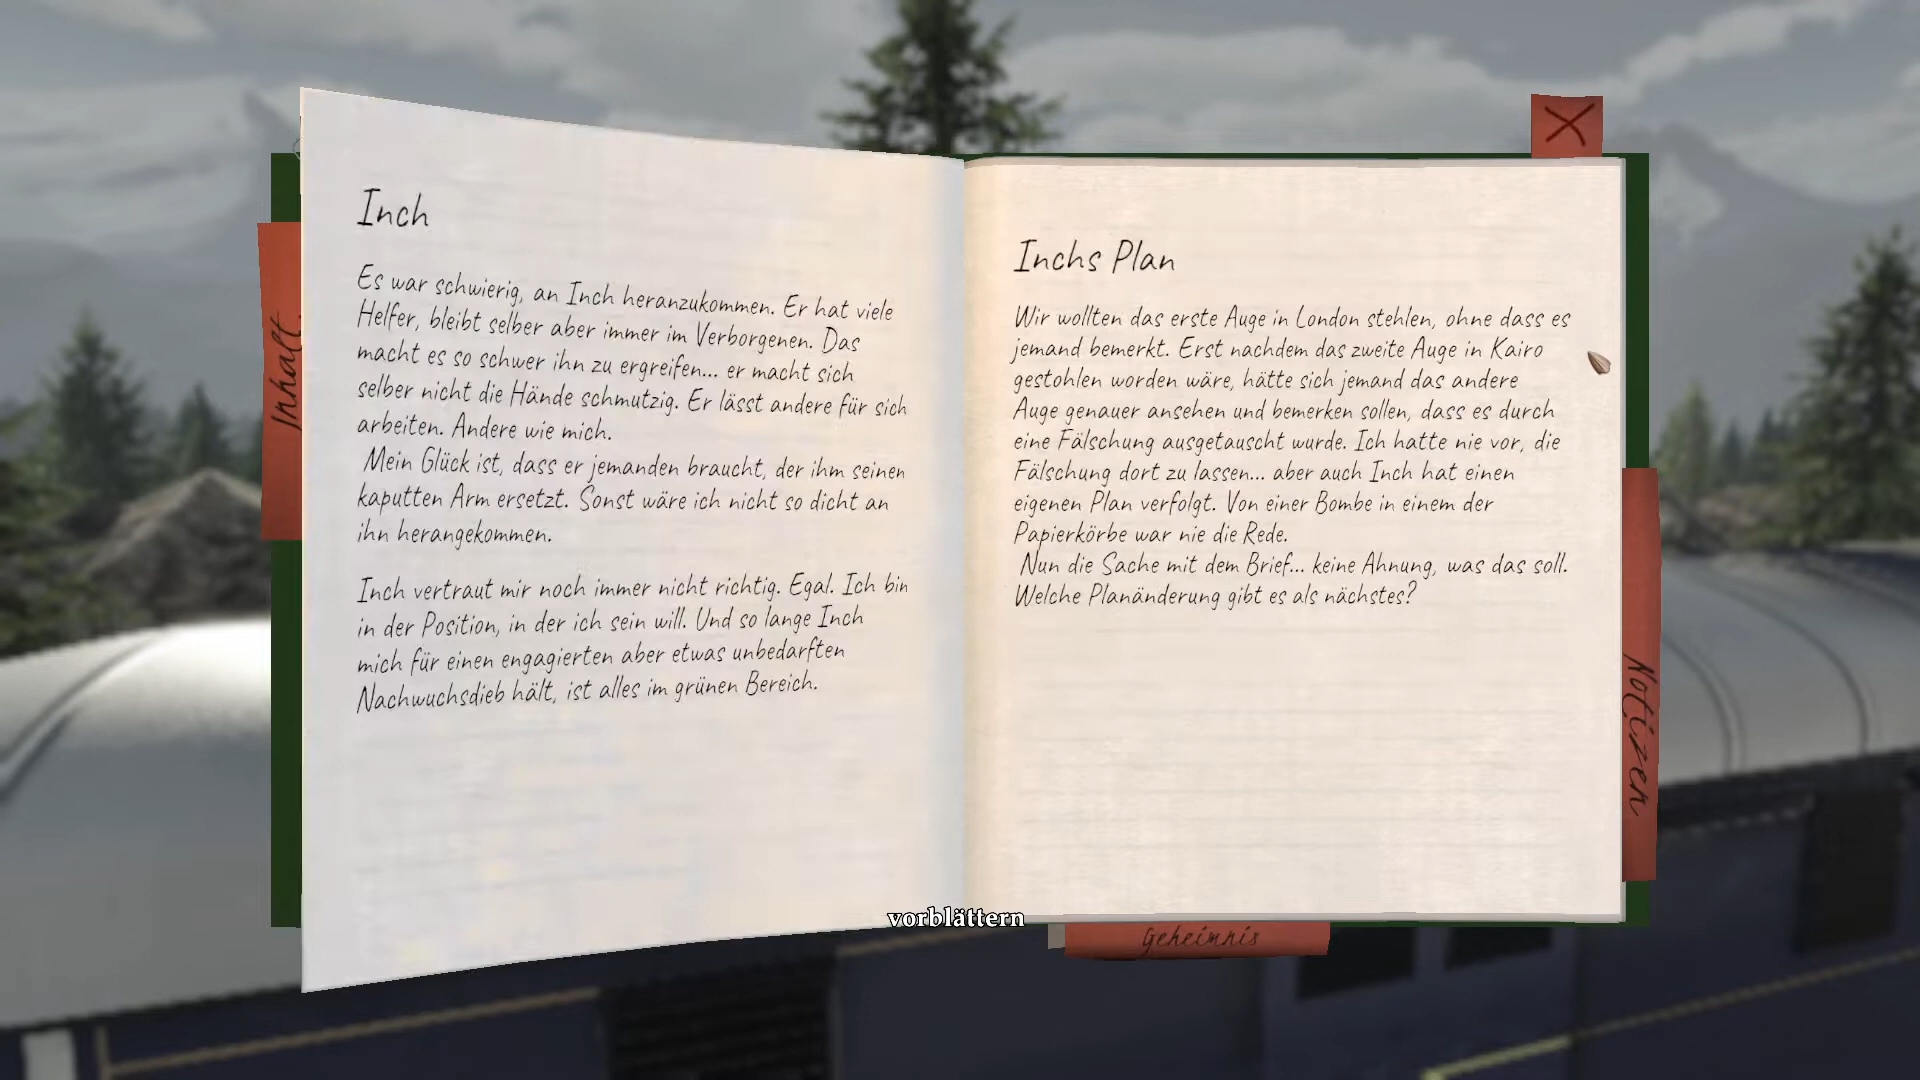 Inch
Es war schwierig, an Inch heranzukommen. Er hat viele
Helfer, bleibt selber aber immer im Verborgenen. Das
macht es so schwer ihn zu ergreifen... er macht sich
selber nicht die Hände schmutzig. Er lässt andere für sich
arbeiten. Andere wie mich.
Mein Glück ist, dass er jemanden braucht, der ihm seinen
kaputten Arm ersetzt. Sonst wäre ich nicht so dicht an
ihn herangekommen.
Inch vertraut mir noch immer nicht richtig. Egal. Ich bin
in der Position, in der ich sein will. Und so lange Inch
mich für einen engagierten aber etwas unbedarften
Nachwuchsdieb hält, ist alles im grünen Bereich.
Inchs Plan
Wir wollten das erste Auge in London stehlen, ohne dass es
jemand bemerkt. Erst nachdem das zweite Auge in Kairo
gestohlen worden wäre, hätte sich jemand das andere
Auge genauer ansehen und bemerken sollen, dass es durch
eine Fälschung ausgetauscht wurde. Ich hatte nie vor, die
Fälschung dort zu lassen... aber auch Inch hat einen
eigenen Plan verfolgt. Von einer Bombe in einem der
Papierkörbe war nie die Rede.
Nun die Sache mit dem Brief... keine Ahnung, was das soll.
Welche Planänderung gibt es als nächstes?
Inhalt
Notizen
Geheimnis
vorblättern